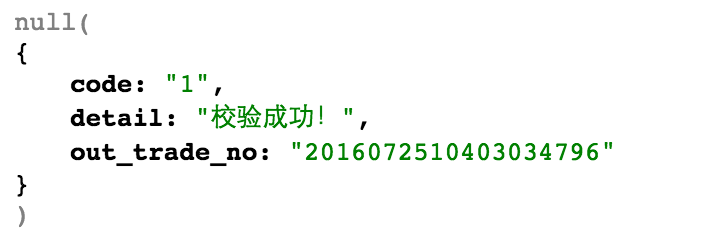 null(
{
code: "1",
detail: "校验成功！",
out_trade_no: "2016072510403034796"
}
)